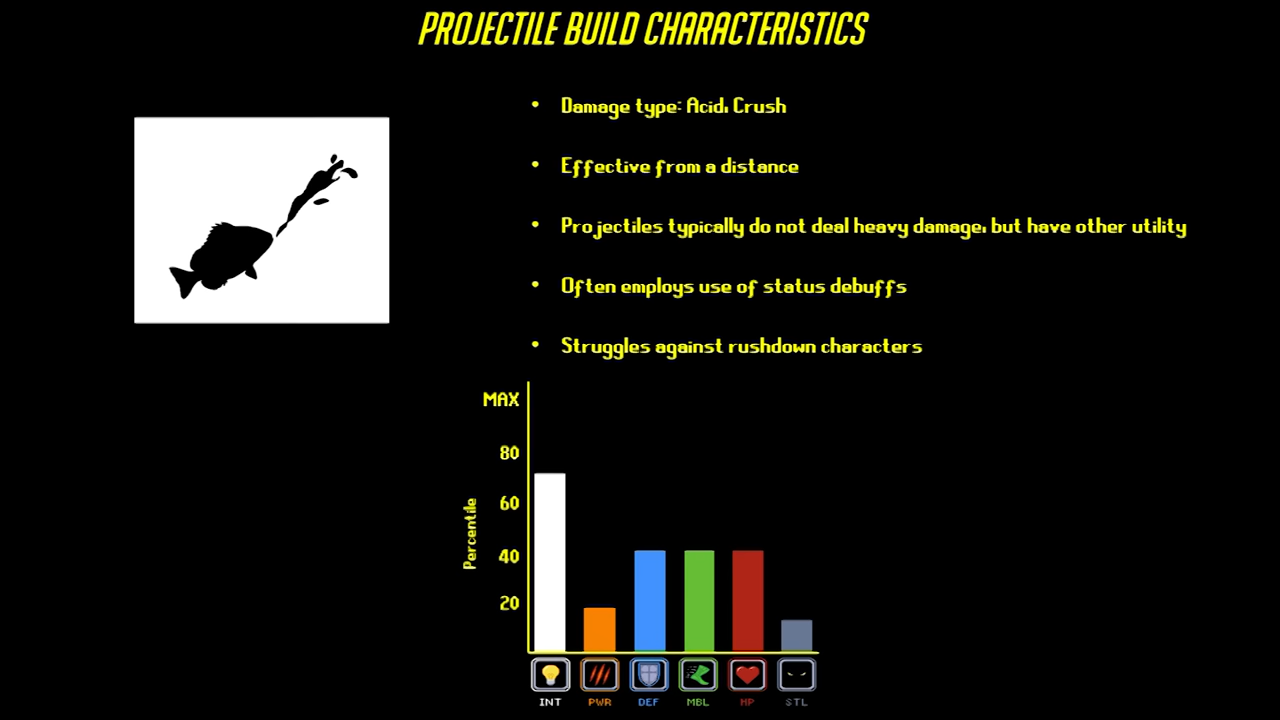 PROJECTILE BUILD CHARACTERISTICS
• Damage type: Acid, Crush
• Effective from a distance
• Projectiles typically do not deal heavy damage, but have other utility
• Often employs use of status debuffs
• Struggles against rushdown characters
MAX
80
60
40
20
Percentile
INT PWR DEF MBL HP STL